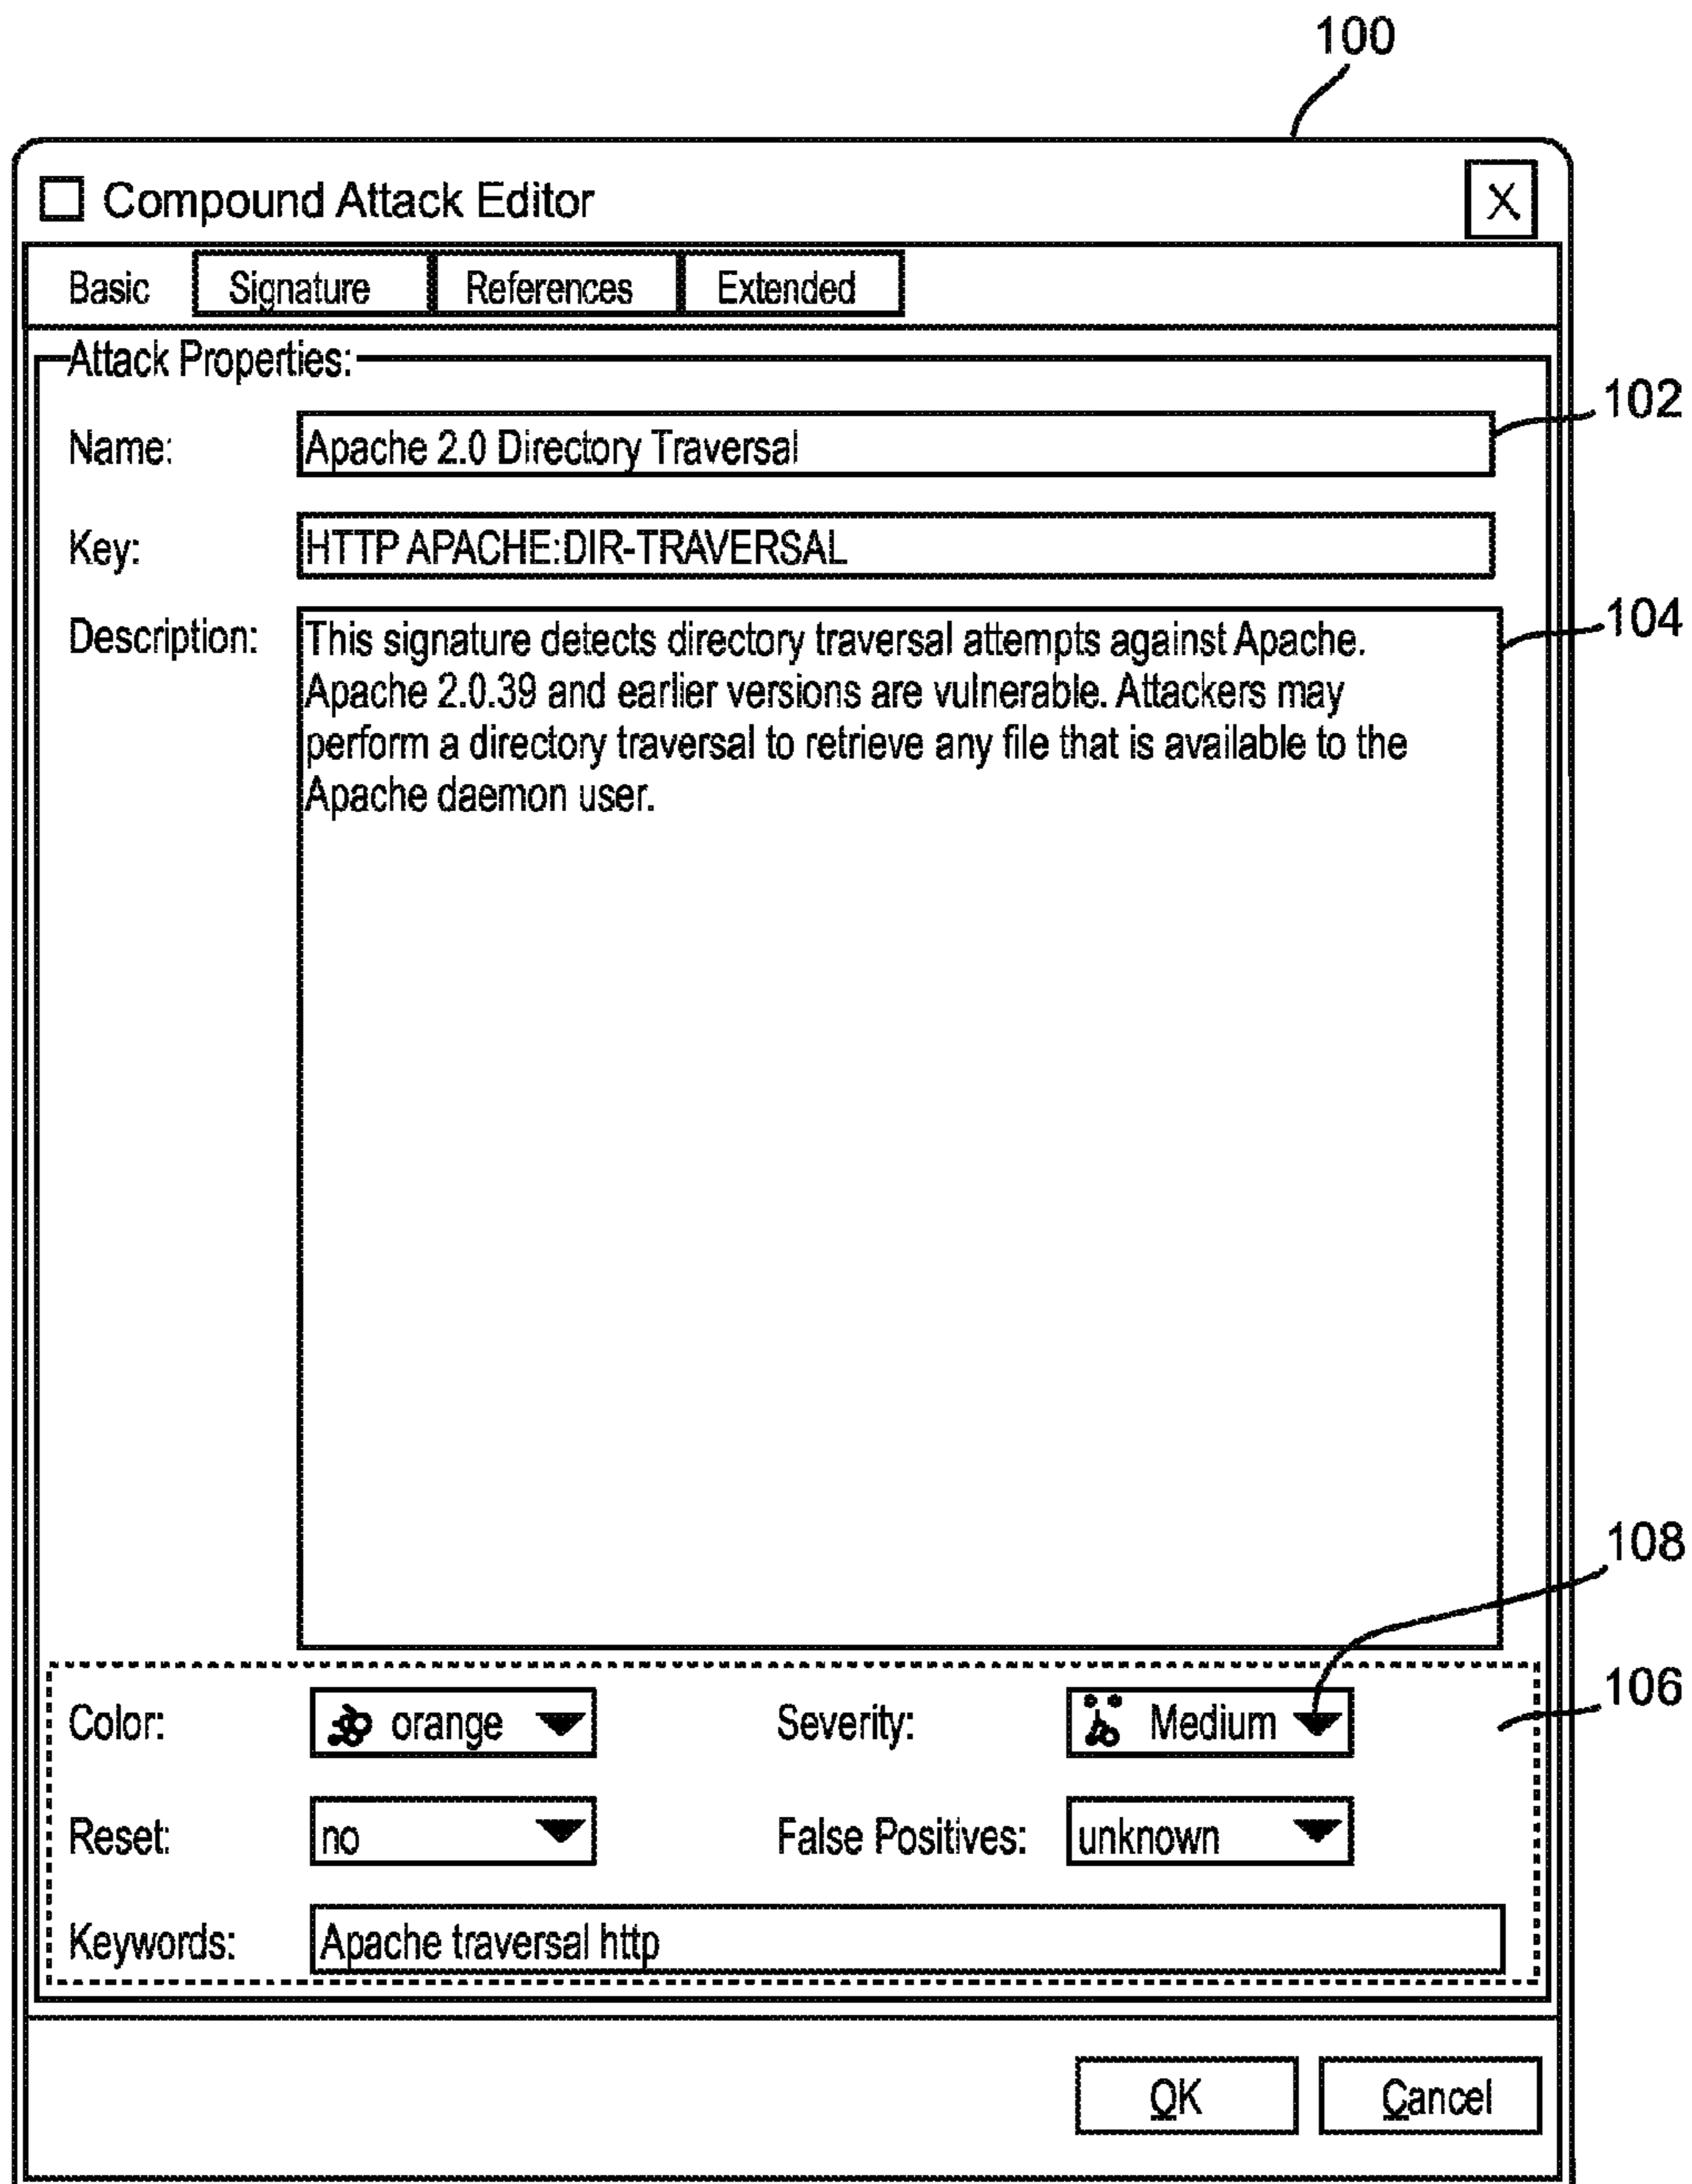 100
Compound Attack Editor X
Basic Signature References Extended
Attack Properties:
102
Name: Apache 2.0 Directory Traversal
Key: HTTP APACHE:DIR-TRAVERSAL
104
Description: This signature detects directory traversal attempts against Apache.
Apache 2.0.39 and earlier versions are vulnerable. Attackers may
perform a directory traversal to retrieve any file that is available to the
Apache daemon user.
108
106
Color: orange Severity: Medium
Reset: no False Positives: unknown
Keywords: Apache traversal http
OK Cancel